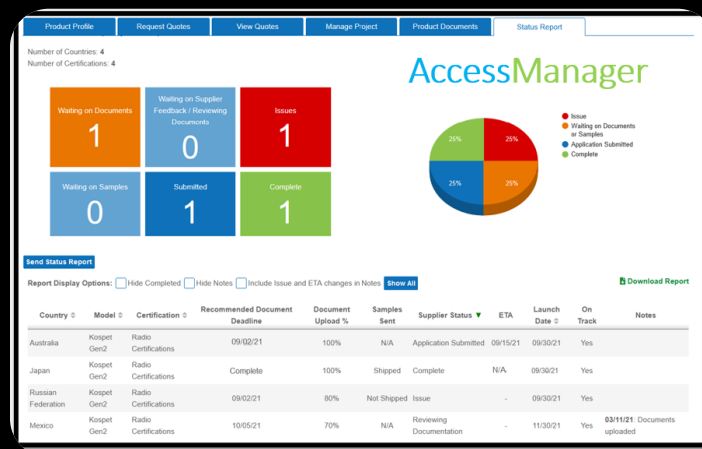 Product Profile Request Quotes View Quotes Manage Project Product Documents Status Report
Number of Countries: 4
Number of Certifications: 4
AccessManager
Waiting on Documents
1
Waiting on Supplier
Feedback / Reviewing
Documents
0
Issues
1
Waiting on Samples
0
Submitted
1
Complete
1
25% 25%
25% 25%
Issue
Waiting on Documents
or Samples
Application Submitted
Complete
Send Status Report
Report Display Options: Hide Completed Hide Notes Include Issue and ETA changes in Notes Show All
Download Report
Country Model Certification Recommended Document Deadline Document Upload % Samples Sent Supplier Status ETA Launch Date On Track Notes
Australia Kospet Gen2 Radio Certifications 09/02/21 100% N/A Application Submitted 09/15/21 09/30/21 Yes
Japan Kospet Gen2 Radio Certifications Complete 100% Shipped Complete N/A 09/30/21 Yes
Russian Federation Kospet Gen2 Radio Certifications 09/02/21 80% Not Shipped Issue - 09/30/21 Yes
Mexico Kospet Gen2 Radio Certifications 10/05/21 70% N/A Reviewing Documentation - 11/30/21 Yes 03/11/21: Documents uploaded